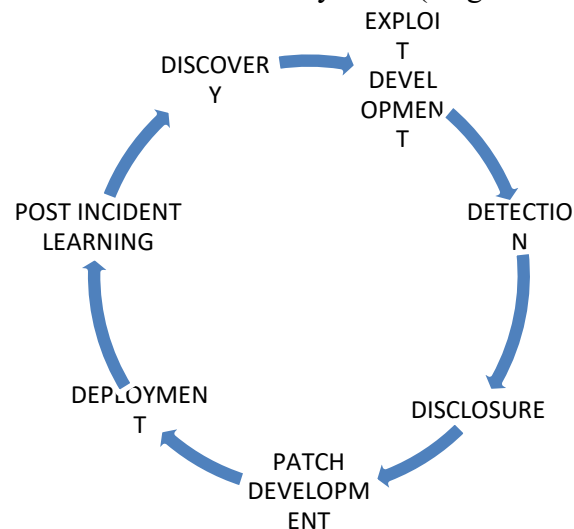 EXPLOI
T
DEVEL
OPMEN
T
DISCOVER
Y
DETECTIO
N
DISCLOSURE
PATCH
DEVELOPM
ENT
DEPLOYMEN
T
POST INCIDENT
LEARNING